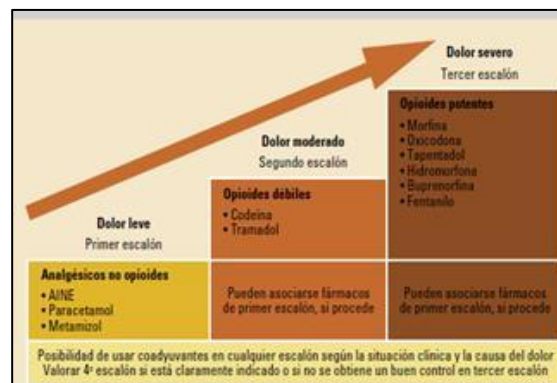 Dolor severo
Tercer escalón
Opioides potentes
• Morfina
• Oxicodona
• Tapentadol
• Hidromorfona
• Buprenorfina
• Fentanilo
Dolor moderado
Segundo escalón
Opioides débiles
• Codeína
• Tramadol
Dolor leve
Primer escalón
Analgésicos no opioides
• AINE
• Paracetamol
• Metamizol
Pueden asociarse fármacos
de primer escalón, si procede
Pueden asociarse fármacos
de primer escalón, si procede
Posibilidad de usar coadyuvantes en cualquier escalón según la situación clínica y la causa del dolor
Valorar 4º escalón si está claramente indicado o si no se obtiene un buen control en tercer escalón